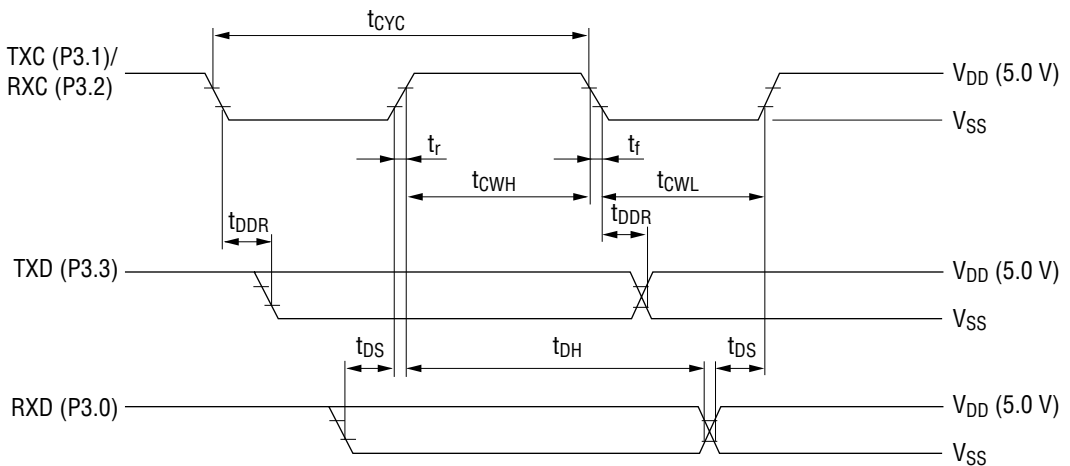 tCYC
TXC (P3.1)/
RXC (P3.2)
VDD (5.0 V)
VSS
tr
tf
tCWH
tCWL
tDDR
tDDR
TXD (P3.3)
VDD (5.0 V)
VSS
tDS
tDH
tDS
RXD (P3.0)
VDD (5.0 V)
VSS